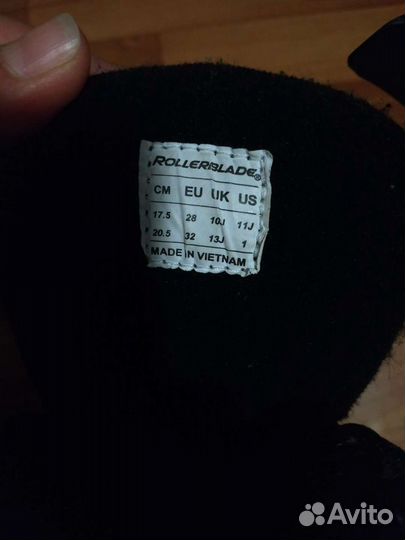 ROLLERBLADE®
CM EU UK US
17.5 28 10J 11J
20.5 32 13J 1
MADE IN VIETNAM
Avito